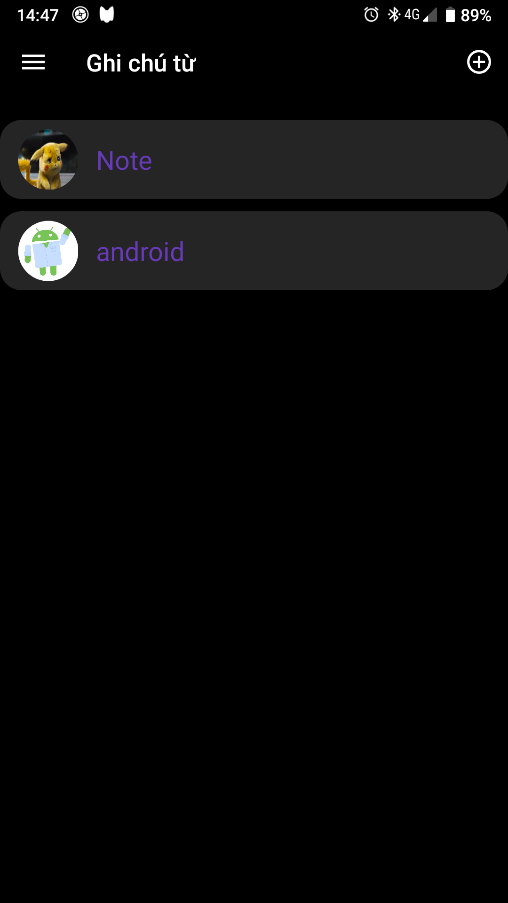 14:47 4G 89%
Ghi chú từ
Note
android